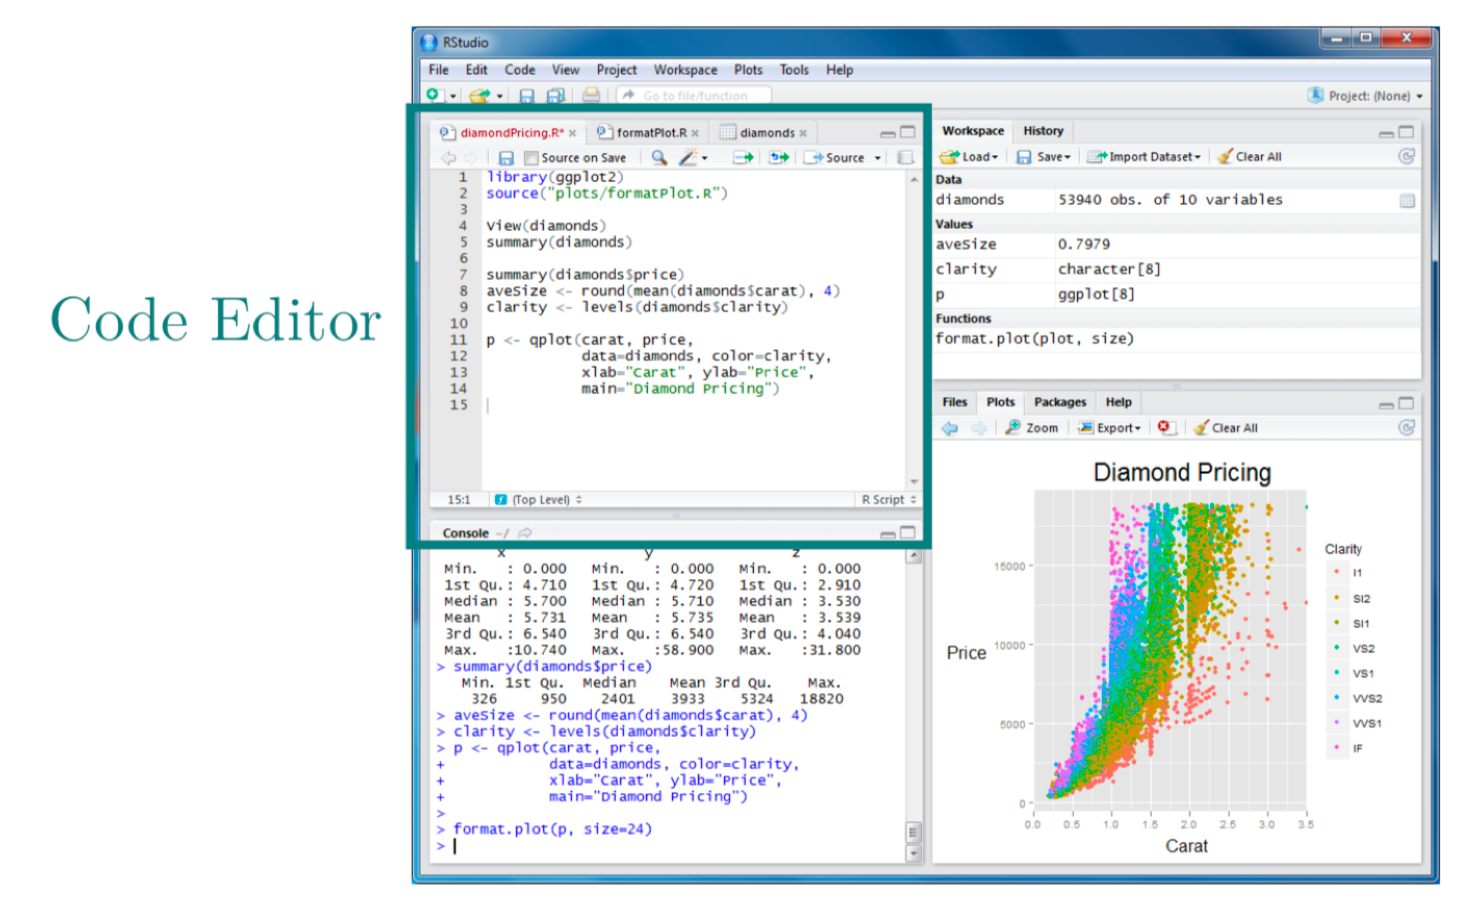 Code Editor
RStudio
File Edit Code View Project Workspace Plots Tools Help
Go to file/function
Project: (None)
diamondPricing.R* formatPlot.R diamonds
Source on Save Source
1 library(ggplot2)
2 source("plots/formatPlot.R")
3
4 View(diamonds)
5 summary(diamonds)
6
7 summary(diamonds$price)
8 aveSize <- round(mean(diamonds$carat), 4)
9 clarity <- levels(diamonds$clarity)
10
11 p <- qplot(carat, price,
12 data=diamonds, color=clarity,
13 xlab="Carat", ylab="Price",
14 main="Diamond Pricing")
15
15:1 (Top Level) R Script
Console ~/
x y z
Min. : 0.000 Min. : 0.000 Min. : 0.000
1st Qu.: 4.710 1st Qu.: 4.720 1st Qu.: 2.910
Median : 5.700 Median : 5.710 Median : 3.530
Mean : 5.731 Mean : 5.735 Mean : 3.539
3rd Qu.: 6.540 3rd Qu.: 6.540 3rd Qu.: 4.040
Max. :10.740 Max. :58.900 Max. :31.800
> summary(diamonds$price)
Min. 1st Qu. Median Mean 3rd Qu. Max.
326 950 2401 3933 5324 18820
> aveSize <- round(mean(diamonds$carat), 4)
> clarity <- levels(diamonds$clarity)
> p <- qplot(carat, price,
+ data=diamonds, color=clarity,
+ xlab="Carat", ylab="Price",
+ main="Diamond Pricing")
>
> format.plot(p, size=24)
>
Workspace History
Load Save Import Dataset Clear All
Data
diamonds 53940 obs. of 10 variables
Values
aveSize 0.7979
clarity character[8]
p ggplot[8]
Functions
format.plot(plot, size)
Files Plots Packages Help
Zoom Export Clear All
Diamond Pricing
Price
15000
10000
5000
0
0.0 0.5 1.0 1.5 2.0 2.5 3.0 3.5
Carat
Clarity
I1
SI2
SI1
VS2
VS1
VVS2
VVS1
IF